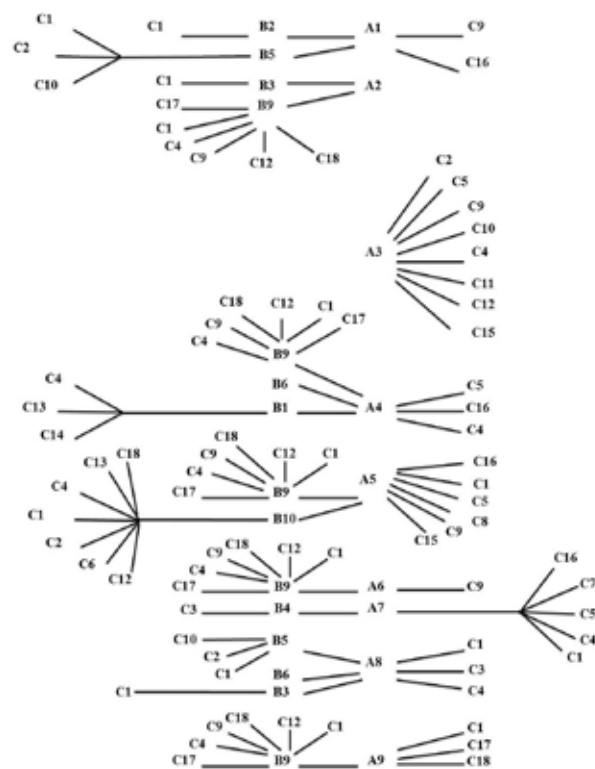 C1 C1 B2 A1 C9
C2 B5
C10 C16
C1 B3 A2
C17 B9
C1
C4
C9 C12 C18
C2
C5
C9
C10
A3 C4
C11
C12
C15
C18 C12 C1
C9 C17
C4 B9
C4 B6 C5
C13 B1 A4 C16
C14 C4
C13 C18 C18 C12 C1 C16
C9
C4 C4 A5 C1
C17 B9 C5
C1 B10 C8
C2 C15 C9
C6 C12
C18 C12 C1 C16
C9
C4 C7
C17 B9 A6 C9
C3 B4 A7 C5
C4
C10 B5 C1 C1
C2 A8
C1 B6 C3
C1 B3 C4
C18 C12 C1 C1
C9
C4 C17
C17 B9 A9 C18